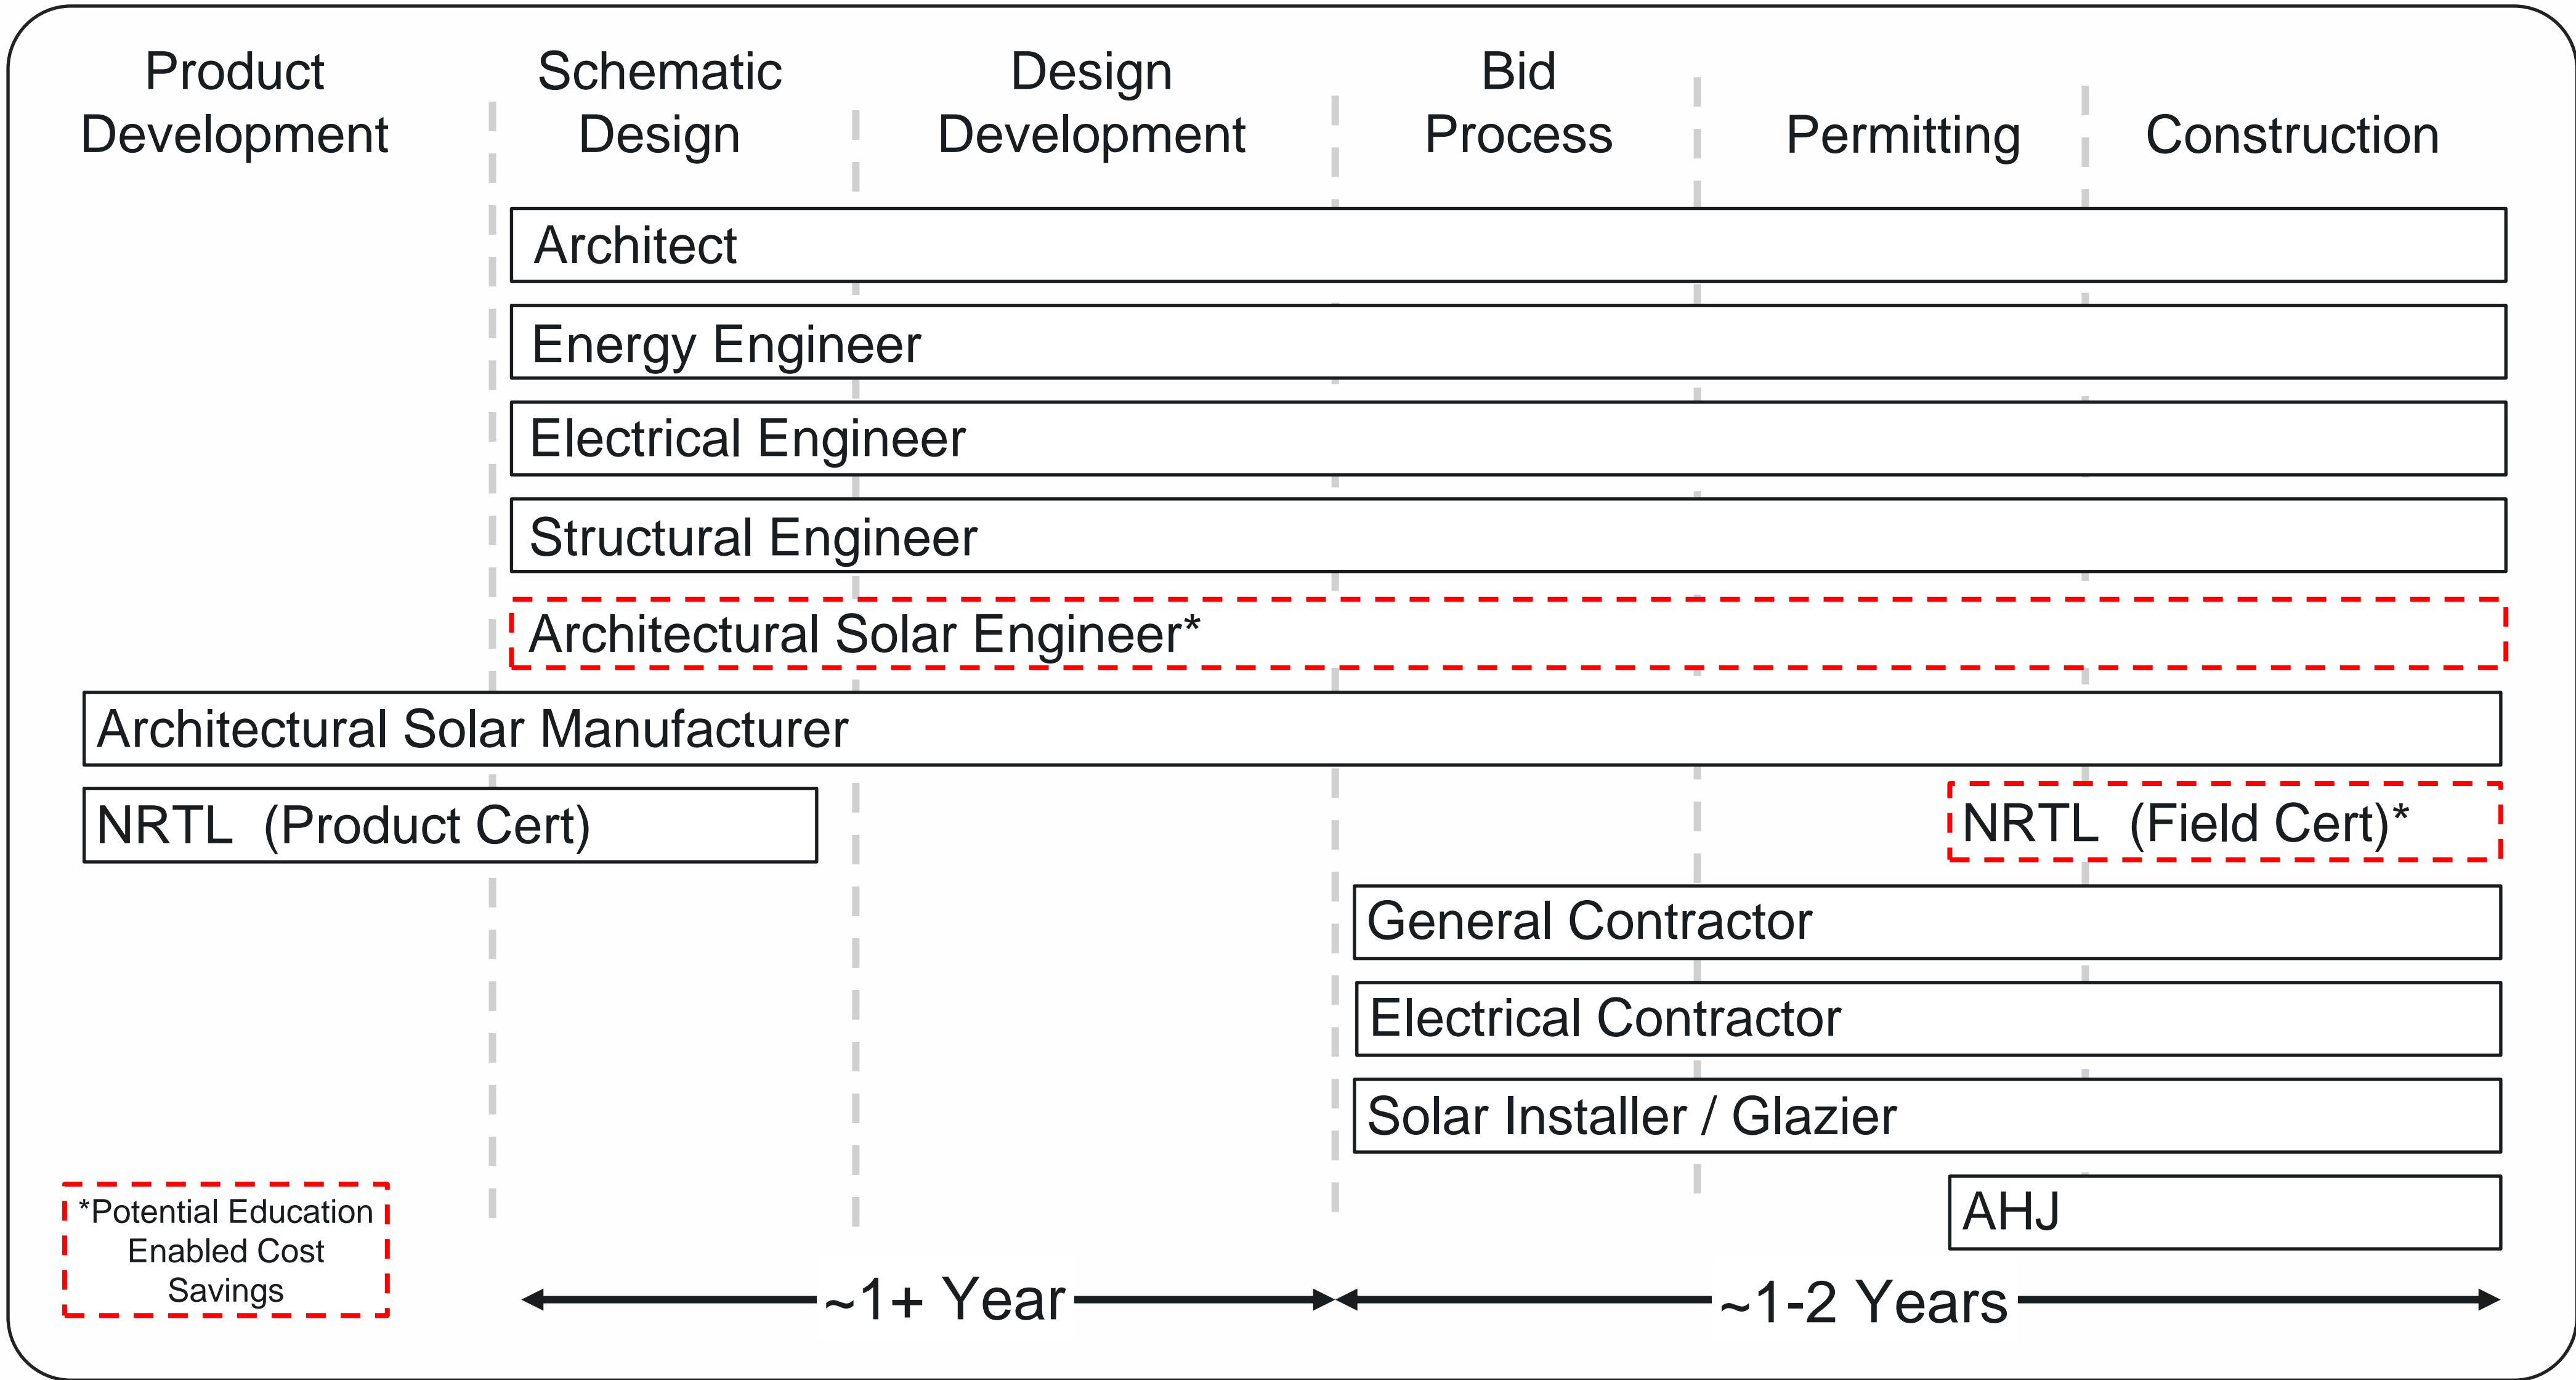 Product
Development
Schematic
Design
Design
Development
Bid
Process
Permitting
Construction
Architect
Energy Engineer
Electrical Engineer
Structural Engineer
Architectural Solar Engineer*
Architectural Solar Manufacturer
NRTL (Product Cert)
NRTL (Field Cert)*
General Contractor
Electrical Contractor
Solar Installer / Glazier
AHJ
*Potential Education
Enabled Cost
Savings
~1+ Year
~1-2 Years